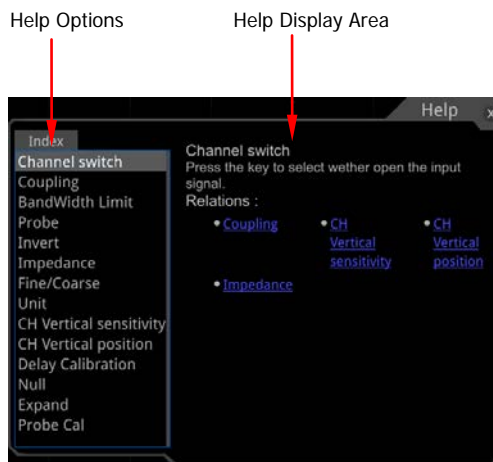 Help Options
Help Display Area
Help
x
Index
Channel switch
Coupling
BandWidth Limit
Probe
Invert
Impedance
Fine/Coarse
Unit
CH Vertical sensitivity
CH Vertical position
Delay Calibration
Null
Expand
Probe Cal
Channel switch
Press the key to select wether open the input
signal.
Relations :
• Coupling
• CH
Vertical
sensitivity
• CH
Vertical
position
• Impedance